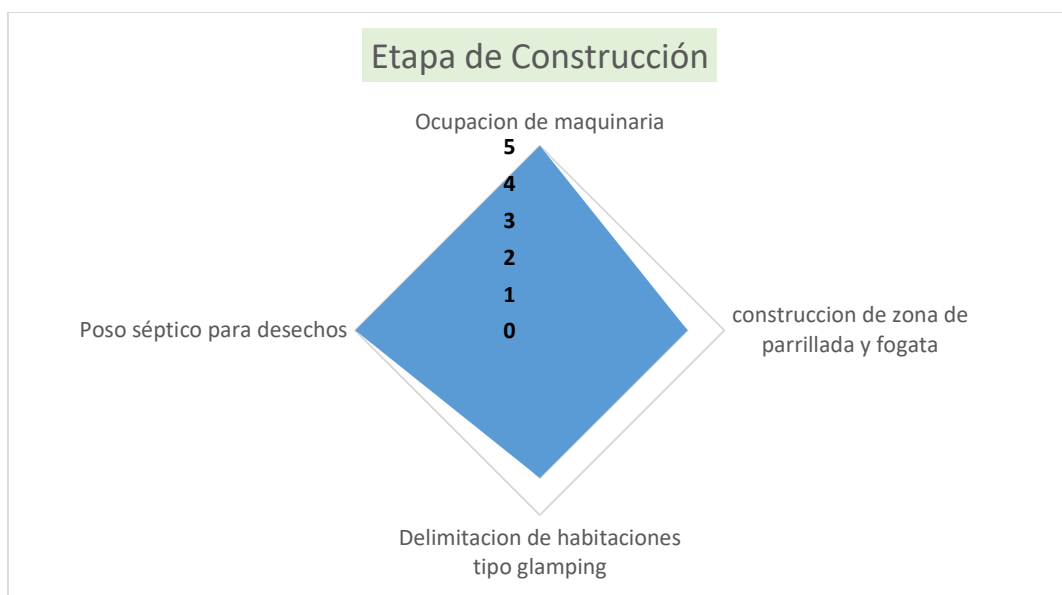 Etapa de Construcción
Ocupacion de maquinaria
5
4
3
2
1
0
construccion de zona de
parrillada y fogata
Poso séptico para desechos
Delimitacion de habitaciones
tipo glamping